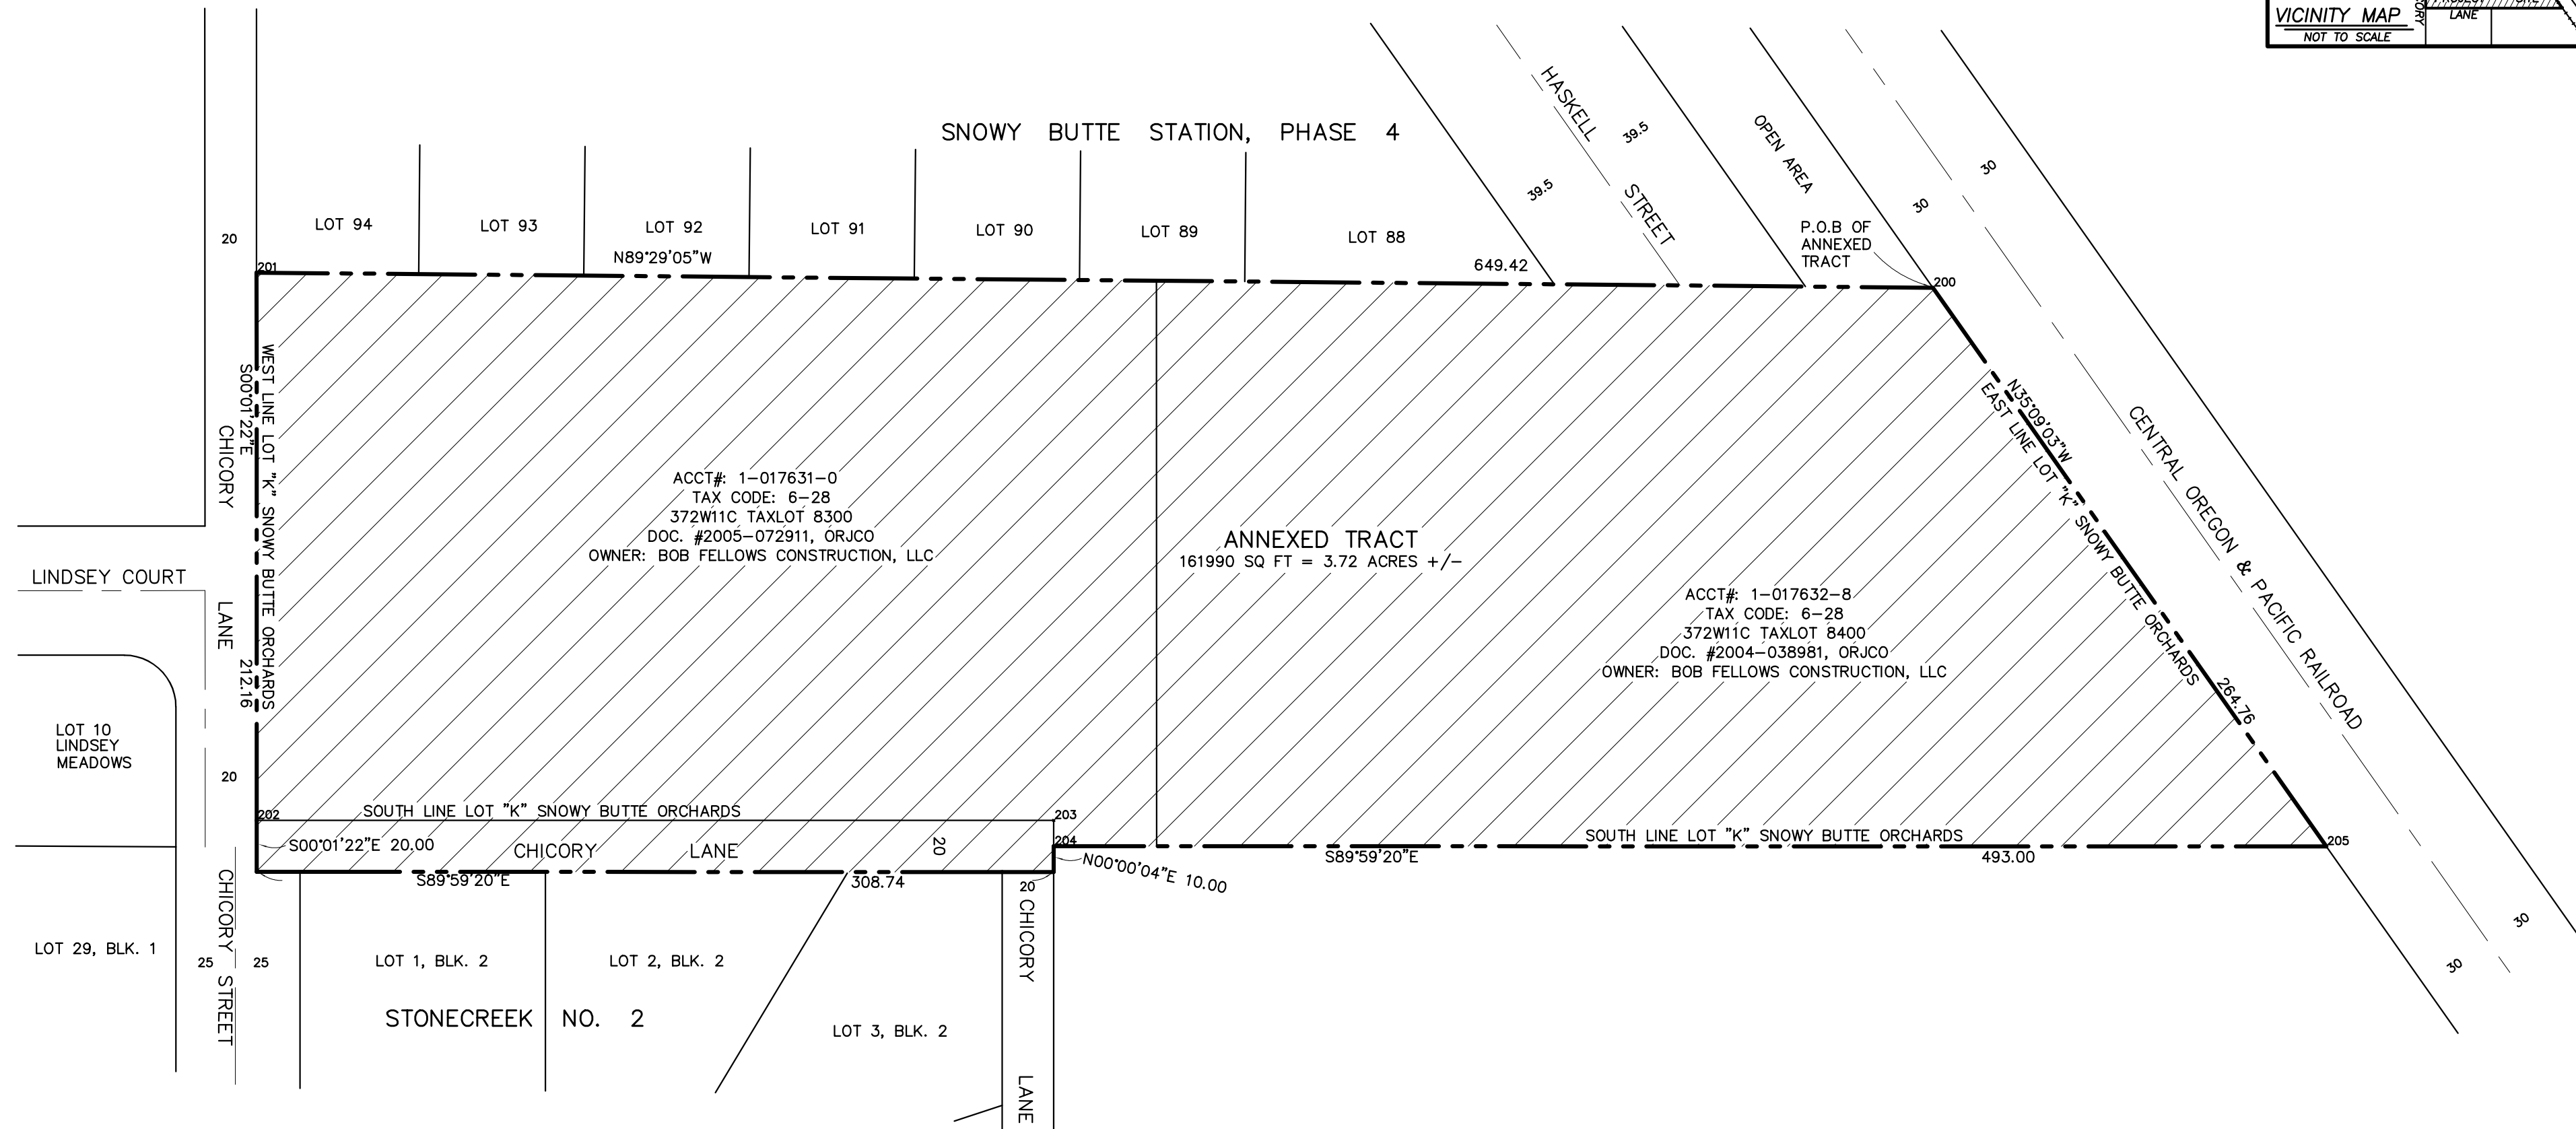 VICINITY MAP
NOT TO SCALE
LANE
SNOWY BUTTE STATION, PHASE 4
HASKELL
STREET
39.5
39.5
OPEN AREA
30
30
P.O.B OF
ANNEXED
TRACT
LOT 94
LOT 93
LOT 92
LOT 91
LOT 90
LOT 89
LOT 88
20
201
N89°29'05"W
649.42
200
WEST LINE LOT "K" SNOWY BUTTE ORCHARDS
S00°01'22"E
212.16
CHICORY
LANE
LINDSEY COURT
ACCT#: 1-017631-0
TAX CODE: 6-28
372W11C TAXLOT 8300
DOC. #2005-072911, ORJCO
OWNER: BOB FELLOWS CONSTRUCTION, LLC
ANNEXED TRACT
161990 SQ FT = 3.72 ACRES +/-
ACCT#: 1-017632-8
TAX CODE: 6-28
372W11C TAXLOT 8400
DOC. #2004-038981, ORJCO
OWNER: BOB FELLOWS CONSTRUCTION, LLC
N35°09'03"W
EAST LINE LOT "K" SNOWY BUTTE ORCHARDS
264.76
CENTRAL OREGON & PACIFIC RAILROAD
LOT 10
LINDSEY
MEADOWS
20
202
SOUTH LINE LOT "K" SNOWY BUTTE ORCHARDS
203
204
S00°01'22"E 20.00
CHICORY LANE
20
S89°59'20"E
308.74
N00°00'04"E 10.00
S89°59'20"E
SOUTH LINE LOT "K" SNOWY BUTTE ORCHARDS
493.00
205
20
CHICORY
LANE
CHICORY STREET
LOT 29, BLK. 1
25
25
LOT 1, BLK. 2
LOT 2, BLK. 2
LOT 3, BLK. 2
STONECREEK NO. 2
30
30